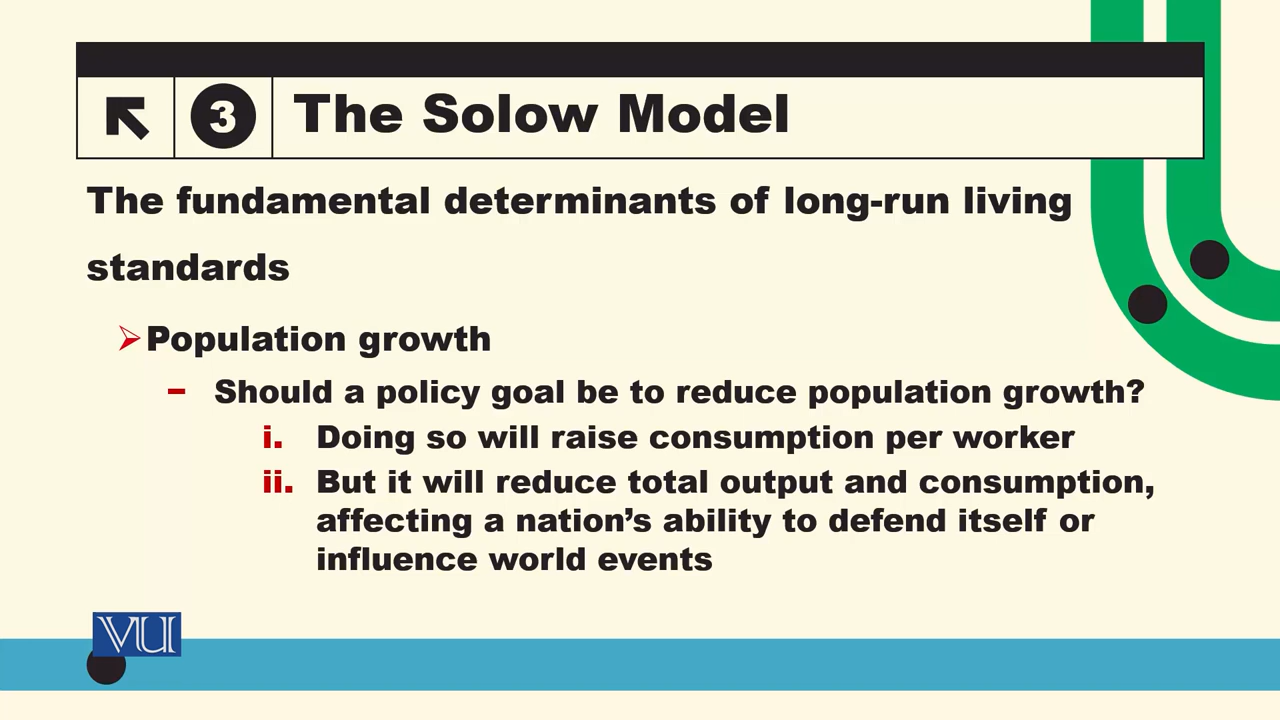 3 The Solow Model
The fundamental determinants of long-run living
standards
Population growth
– Should a policy goal be to reduce population growth?
i. Doing so will raise consumption per worker
ii. But it will reduce total output and consumption,
affecting a nation’s ability to defend itself or
influence world events
VU